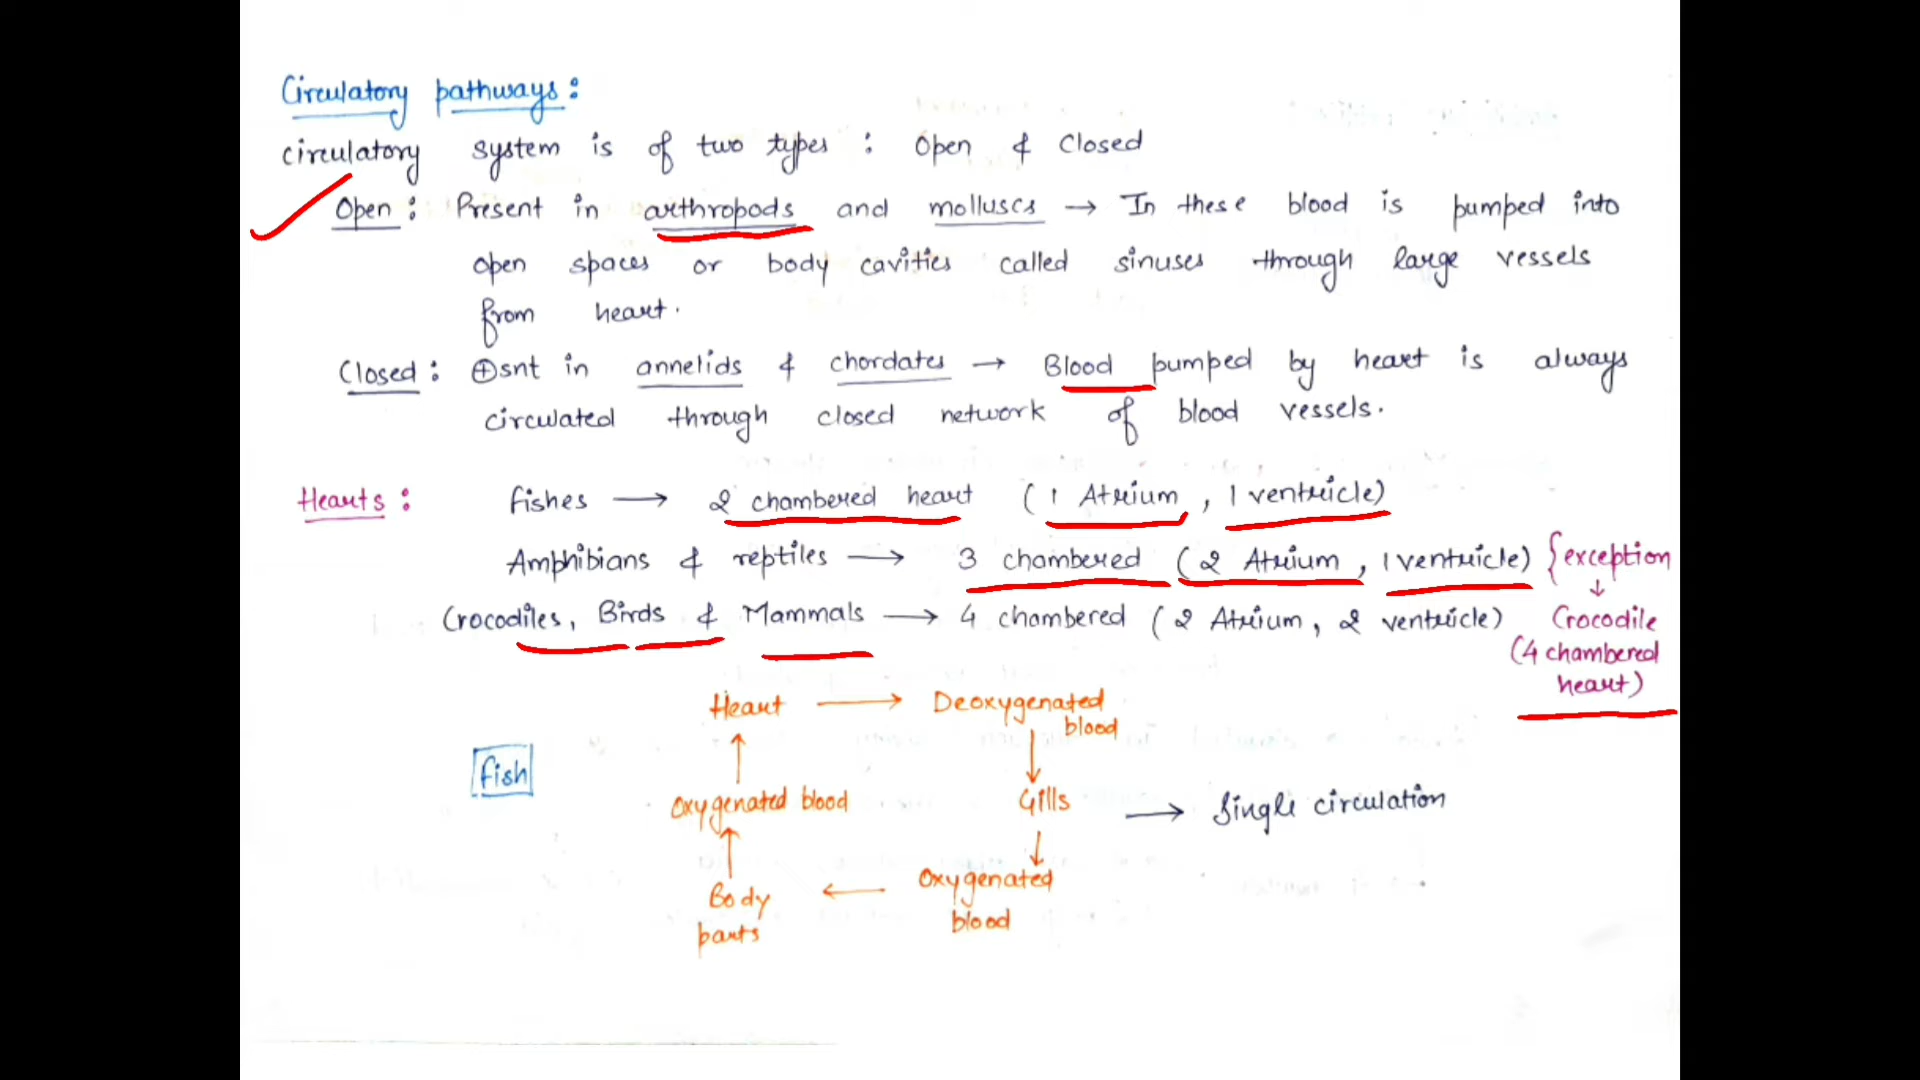 Circulatory pathways :
circulatory system is of two types : Open & Closed
Open : Present in arthropods and molluscs → In these blood is pumped into
open spaces or body cavities called sinuses through large vessels
from heart.
Closed : ⊕snt in annelids & chordates → Blood pumped by heart is always
circulated through closed network of blood vessels.
Hearts : fishes → 2 chambered heart (1 Atrium, 1 ventricle)
Amphibians & reptiles → 3 chambered (2 Atrium, 1 ventricle) {exception
↓
Crocodiles, Birds & Mammals → 4 chambered (2 Atrium, 2 ventricle) Crocodile
(4 chambered
heart)
Heart → Deoxygenated
blood
↑ ↓
fish
Oxygenated blood Gills → Single circulation
↑ ↓
Body ← Oxygenated
parts blood